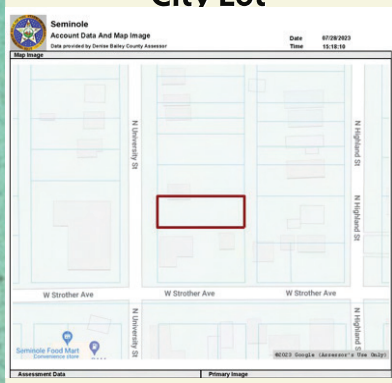 City Lot
Seminole
Account Data And Map Image
Data provided by Denise Bailey County Assessor
Date 07/28/2023
Time 15:18:10
Map Image
N University St
N Highland St
N Highland St
W Strother Ave
W Strother Ave
W Strother Ave
N University St
N Highland St
Seminole Food Mart
Convenience store
©2023 Google (Assessor's Use Only)
Assessment Data
Primary Image